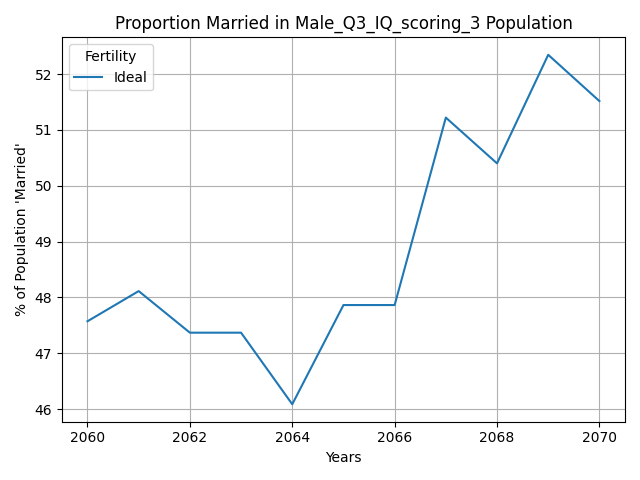 Proportion Married in Male_Q3_IQ_scoring_3 Population
Fertility
Ideal
% of Population 'Married'
52
51
50
49
48
47
46
2060 2062 2064 2066 2068 2070
Years